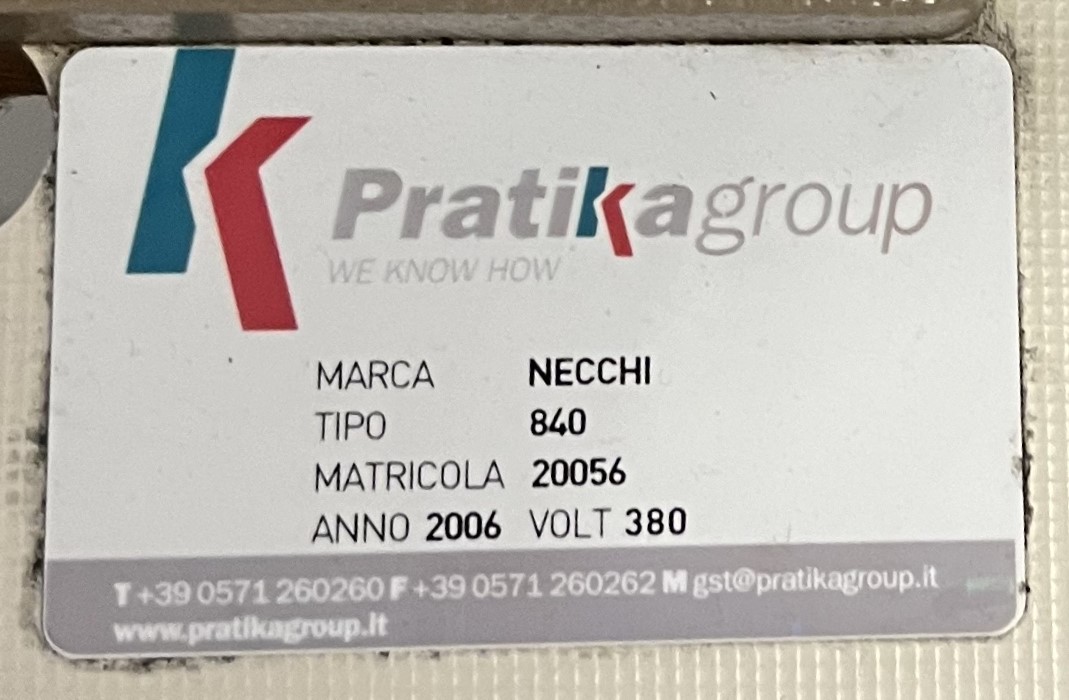 Pratikagroup
WE KNOW HOW
MARCA NECCHI
TIPO 840
MATRICOLA 20056
ANNO 2006 VOLT 380
T +39 0571 260260 F +39 0571 260262 M gst@pratikagroup.it
www.pratikagroup.it